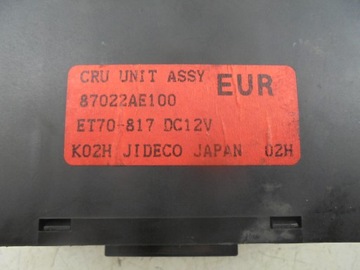 CRU UNIT ASSY EUR
87022AE100
ET70-817 DC12V
K02H JIDECO JAPAN 02H